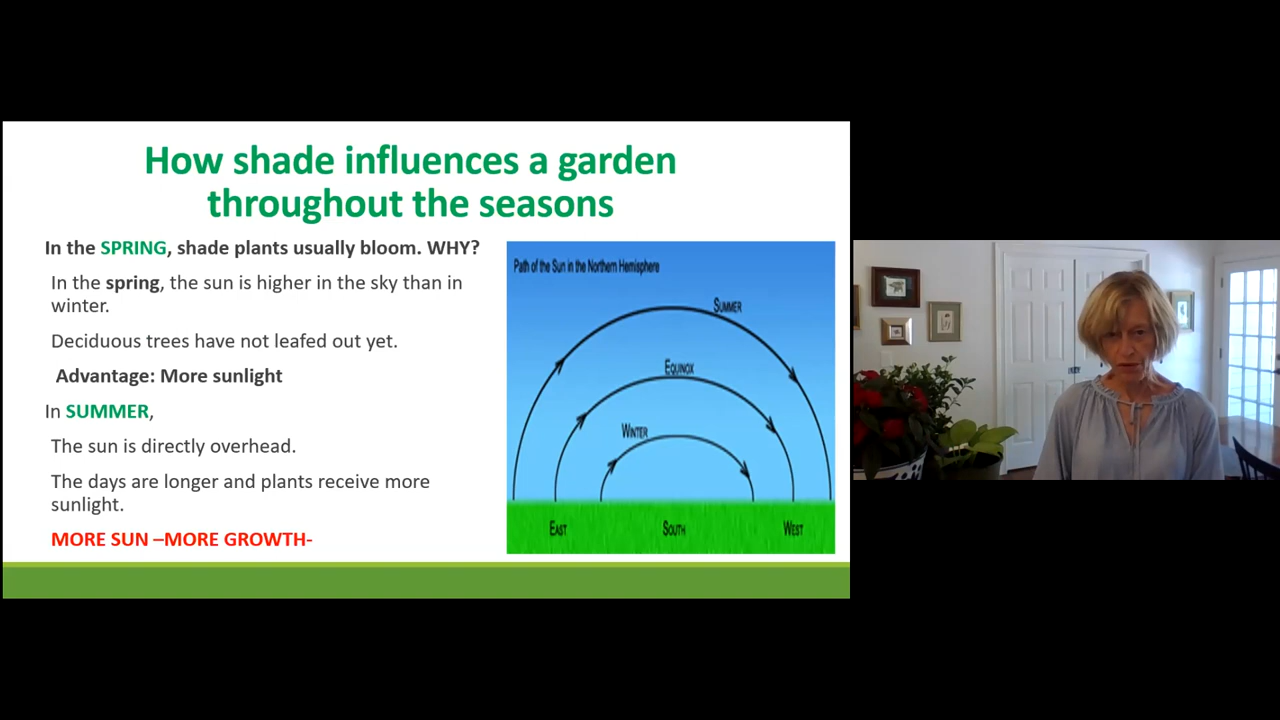 How shade influences a garden
throughout the seasons
In the SPRING, shade plants usually bloom. WHY?
In the spring, the sun is higher in the sky than in
winter.
Deciduous trees have not leafed out yet.
Advantage: More sunlight
In SUMMER,
The sun is directly overhead.
The days are longer and plants receive more
sunlight.
MORE SUN –MORE GROWTH-
Path of the Sun in the Northern Hemisphere
SUMMER
EQUINOX
WINTER
EAST
SOUTH
WEST